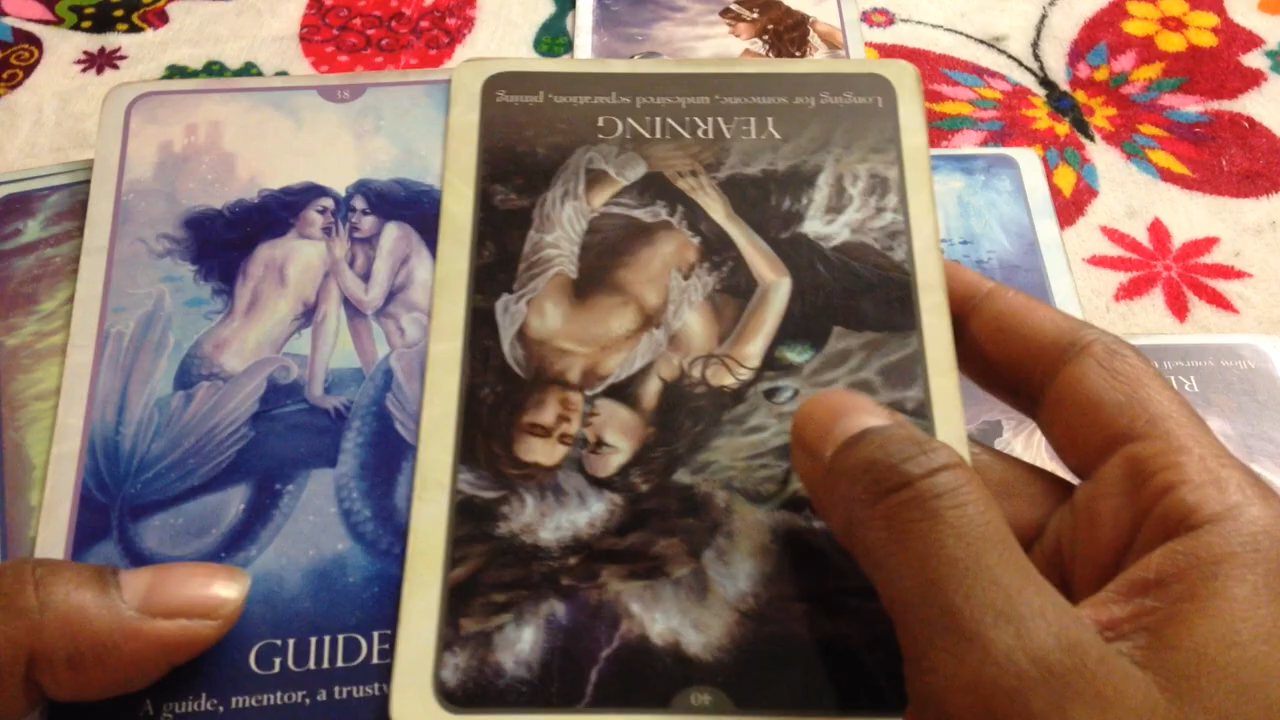 38
GUIDE
A guide, mentor, a trustw
40
YEARNING
Longing for someone, undesired separation, pining
Allow yourself